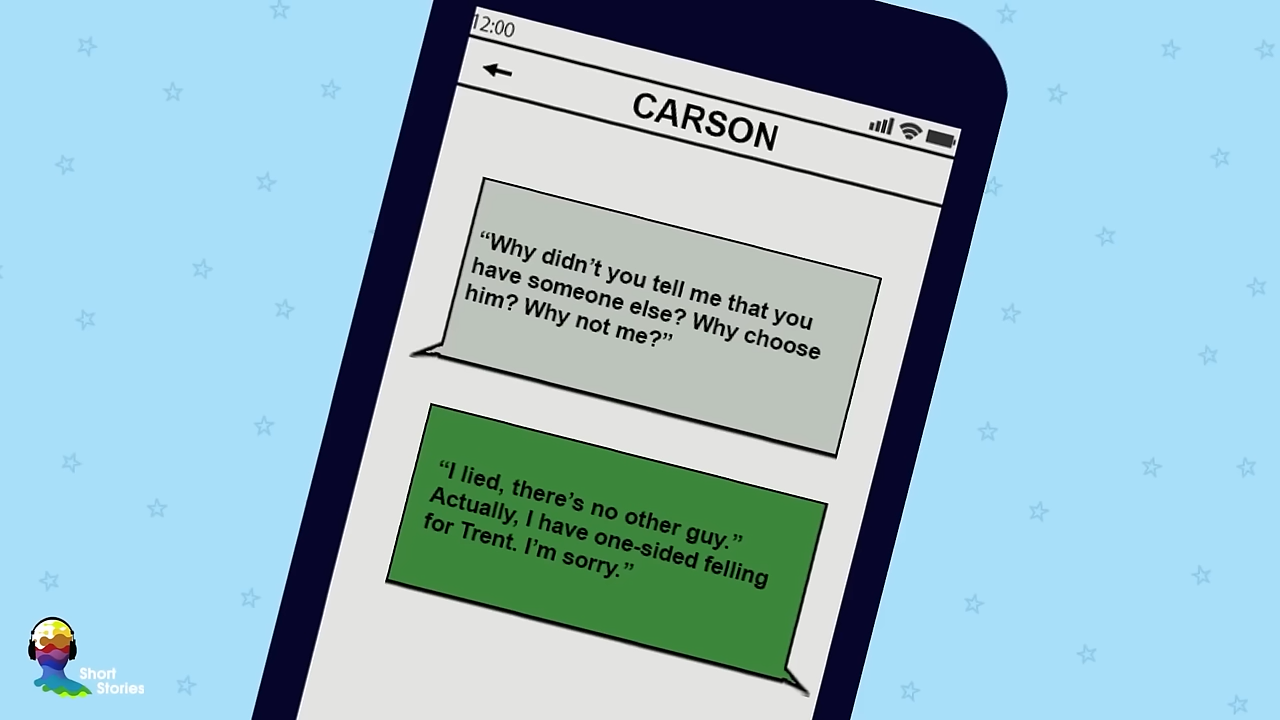 12:00
CARSON
“Why didn’t you tell me that you
have someone else? Why choose
him? Why not me?”
“I lied, there’s no other guy.”
Actually, I have one-sided felling
for Trent. I’m sorry.”
Short
Stories